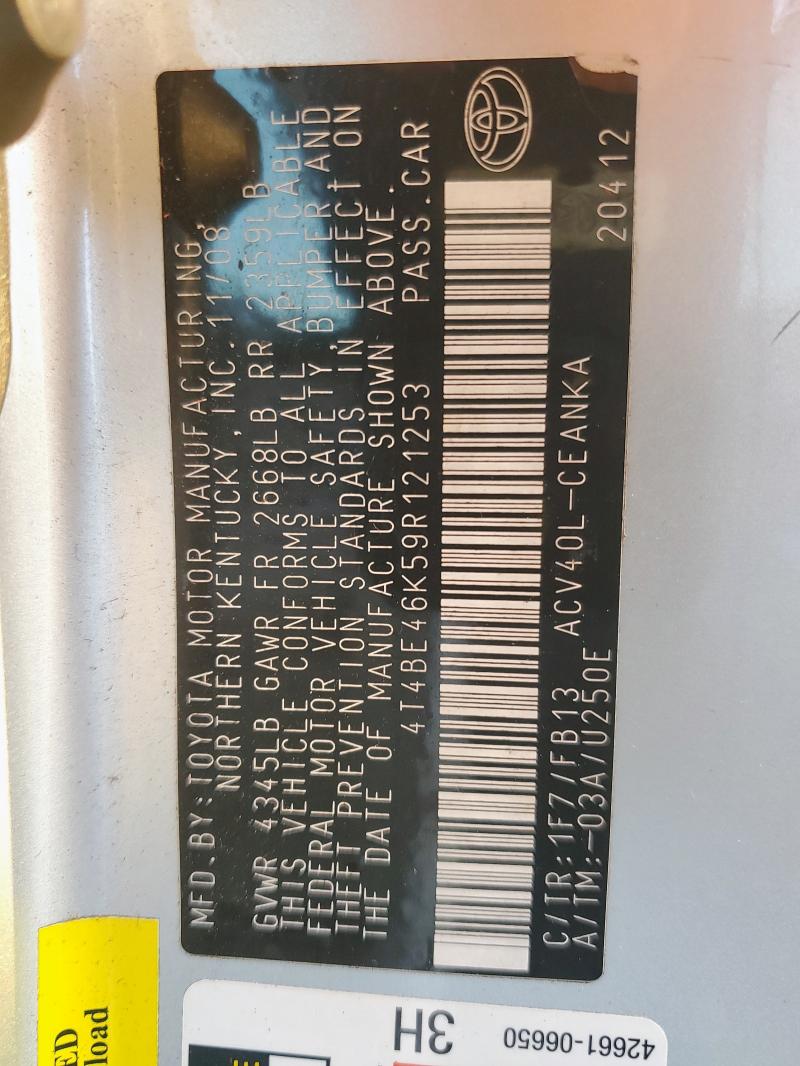 MFD.BY:TOYOTA MOTOR MANUFACTURING,
NORTHERN KENTUCKY, INC. 11/08
GVWR 4345LB GAWR FR 2668LB RR 2359LB
THIS VEHICLE CONFORMS TO ALL APPLICABLE
FEDERAL MOTOR VEHICLE SAFETY, BUMPER AND
THEFT PREVENTION STANDARDS IN EFFECT ON
THE DATE OF MANUFACTURE SHOWN ABOVE.
4T4BE46K59R121253 PASS.CAR
C/TR:1F7/FB13 ACV40L-CEANKA
A/TM:-03A/U250E 20412
ED
load
3H
42661-06650